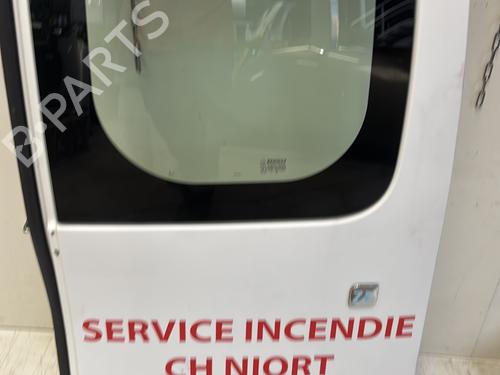 B-PARTS
SERVICE INCENDIE
CH NIORT